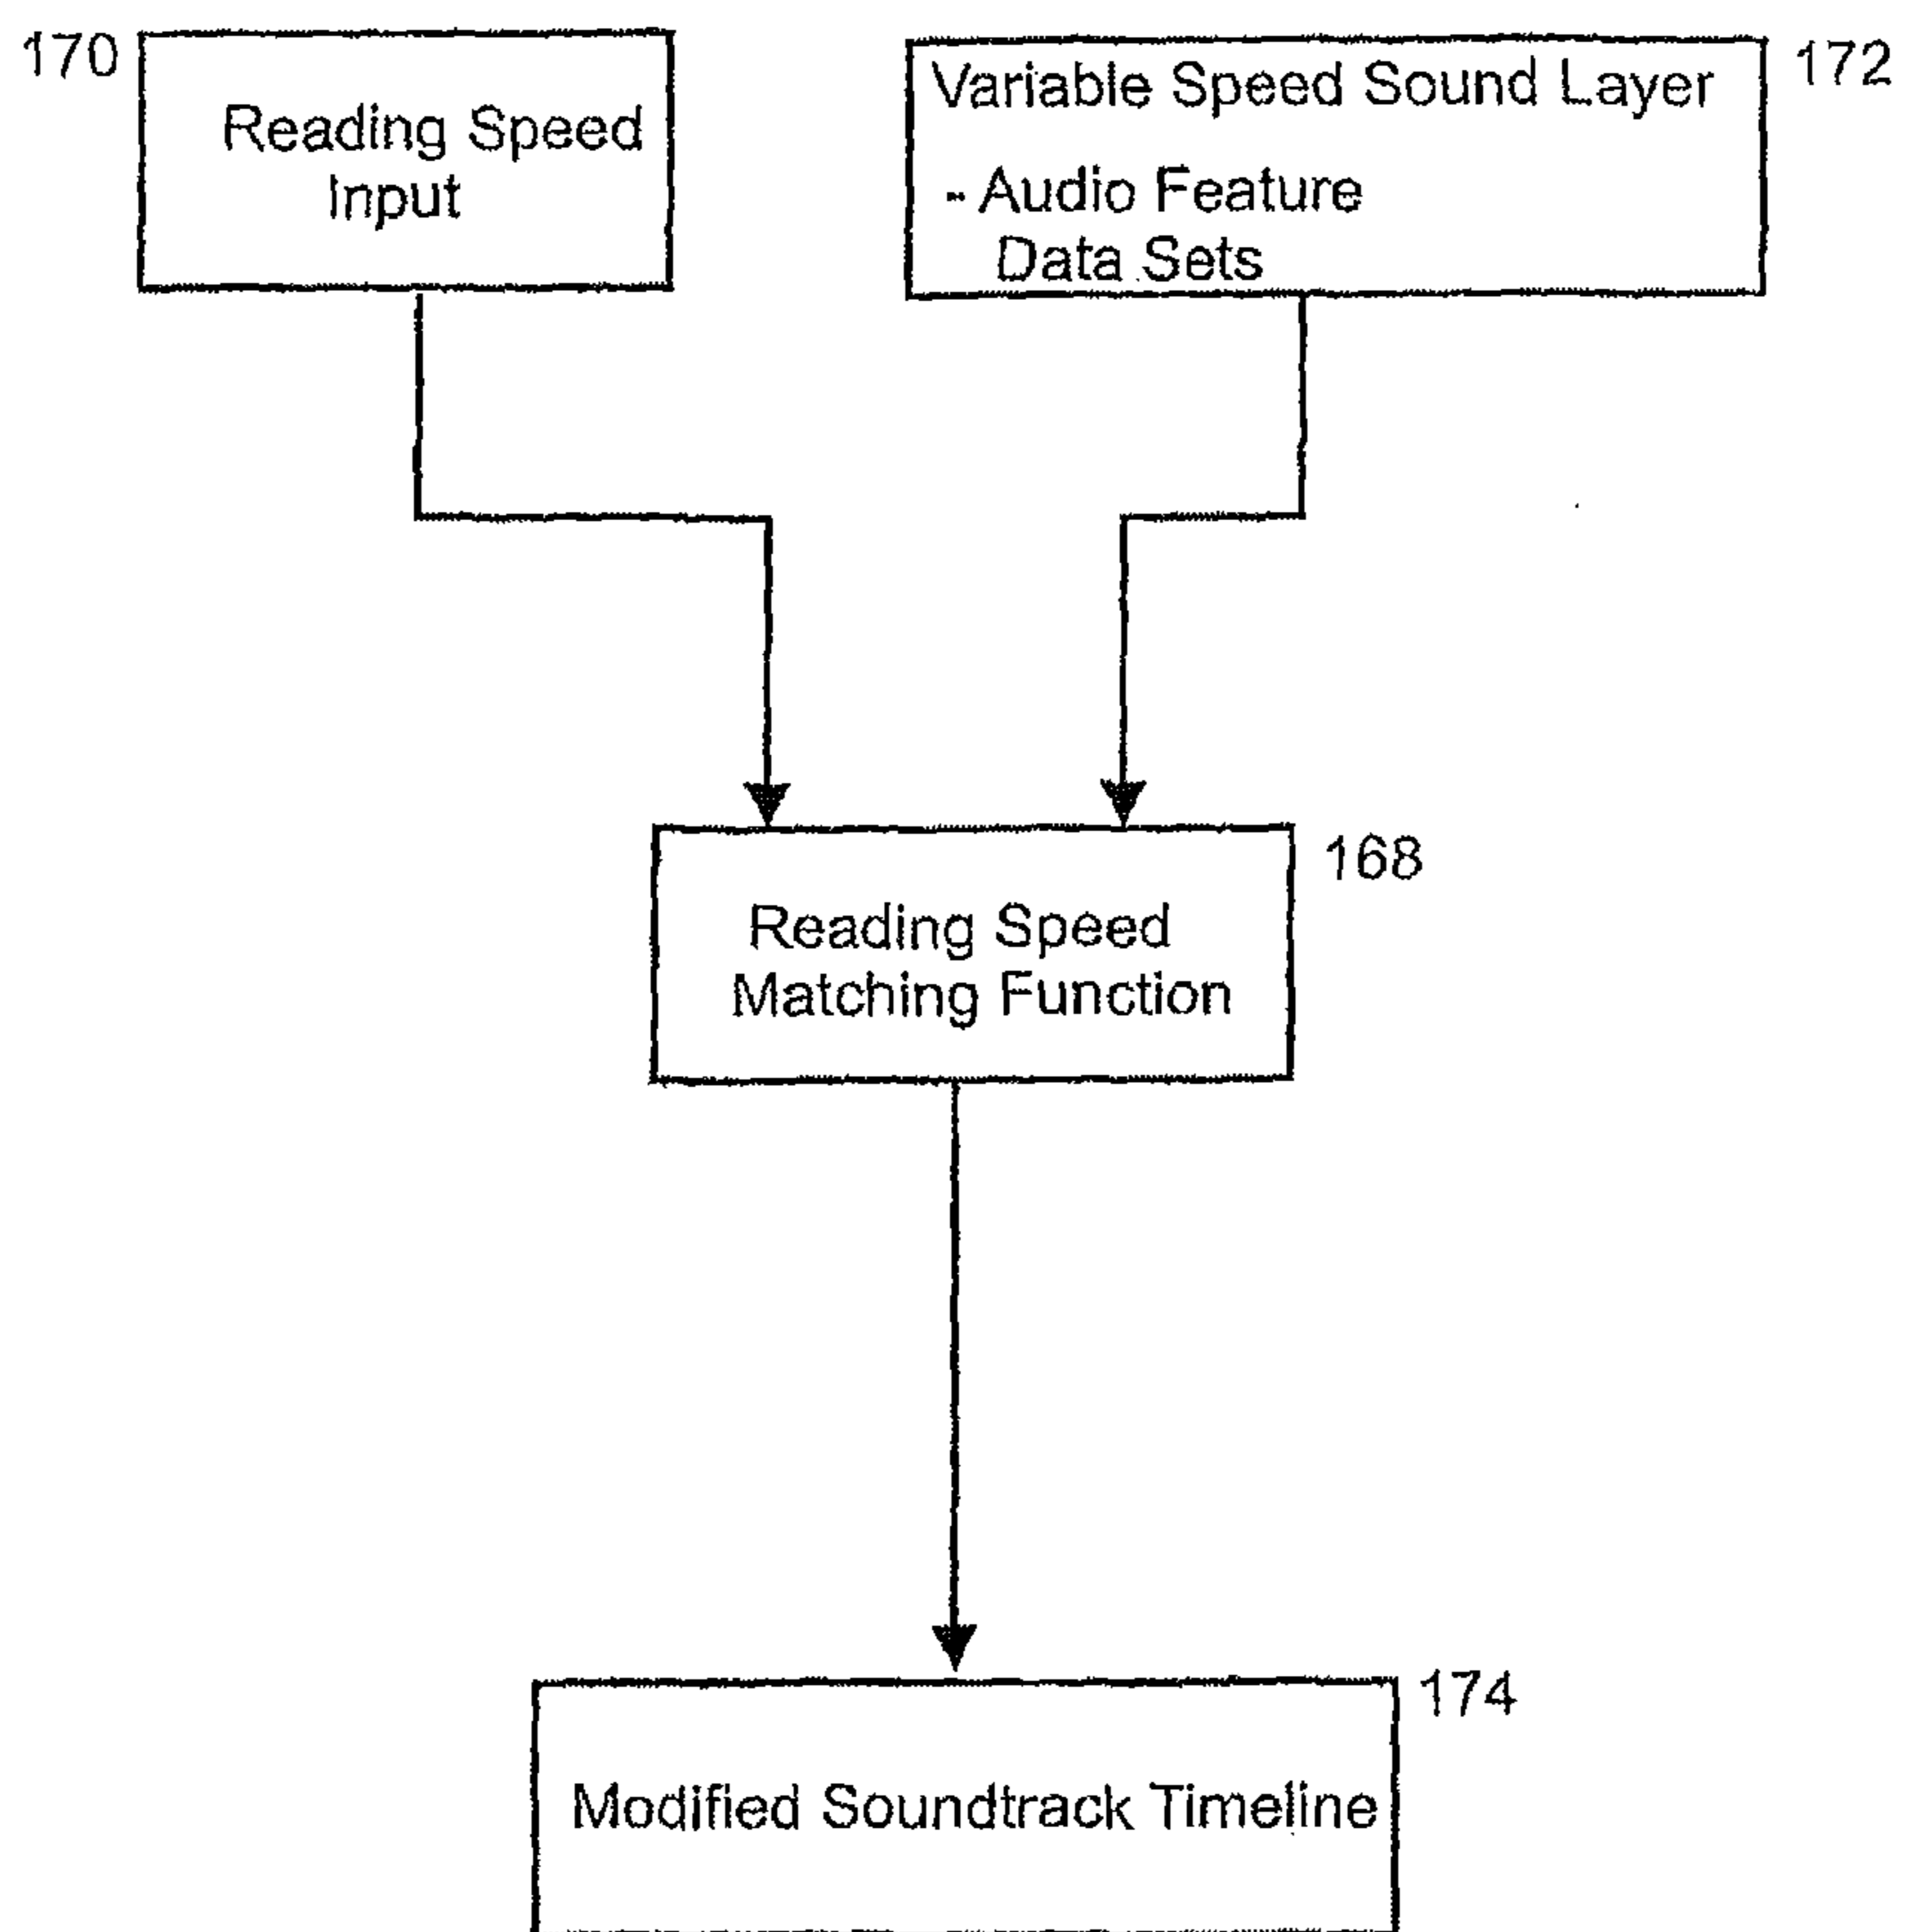 170
Reading Speed
Input
Variable Speed Sound Layer
- Audio Feature
Data Sets
172
168
Reading Speed
Matching Function
174
Modified Soundtrack Timeline